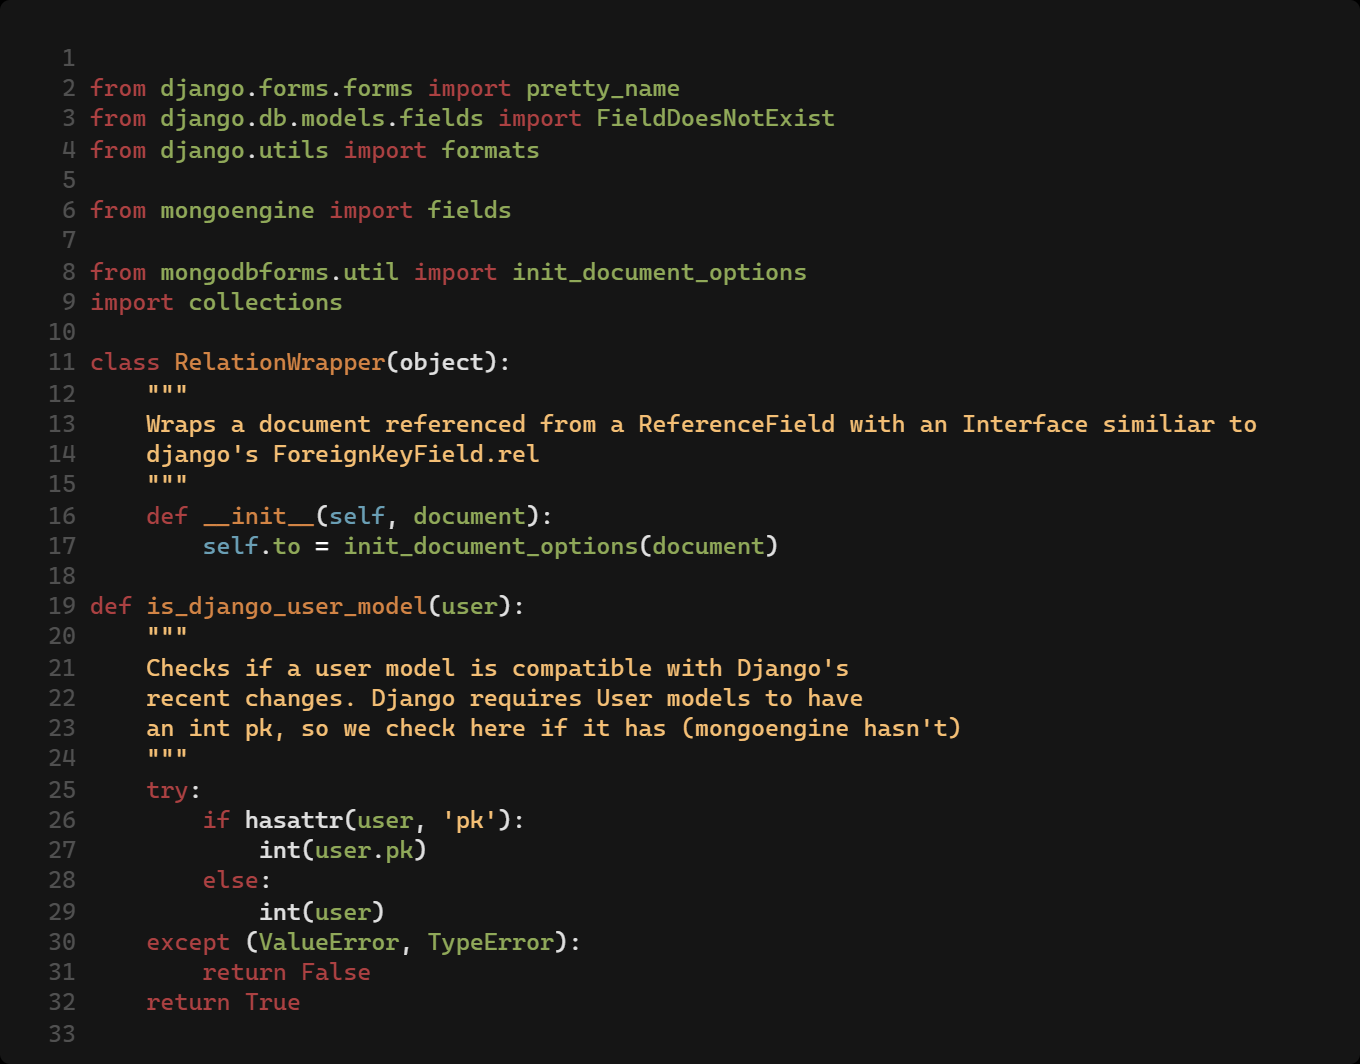 1
2 from django.forms.forms import pretty_name
3 from django.db.models.fields import FieldDoesNotExist
4 from django.utils import formats
5
6 from mongoengine import fields
7
8 from mongodbforms.util import init_document_options
9 import collections
10
11 class RelationWrapper(object):
12     """
13     Wraps a document referenced from a ReferenceField with an Interface similiar to
14     django's ForeignKeyField.rel
15     """
16     def __init__(self, document):
17         self.to = init_document_options(document)
18
19 def is_django_user_model(user):
20     """
21     Checks if a user model is compatible with Django's
22     recent changes. Django requires User models to have
23     an int pk, so we check here if it has (mongoengine hasn't)
24     """
25     try:
26         if hasattr(user, 'pk'):
27             int(user.pk)
28         else:
29             int(user)
30     except (ValueError, TypeError):
31         return False
32     return True
33